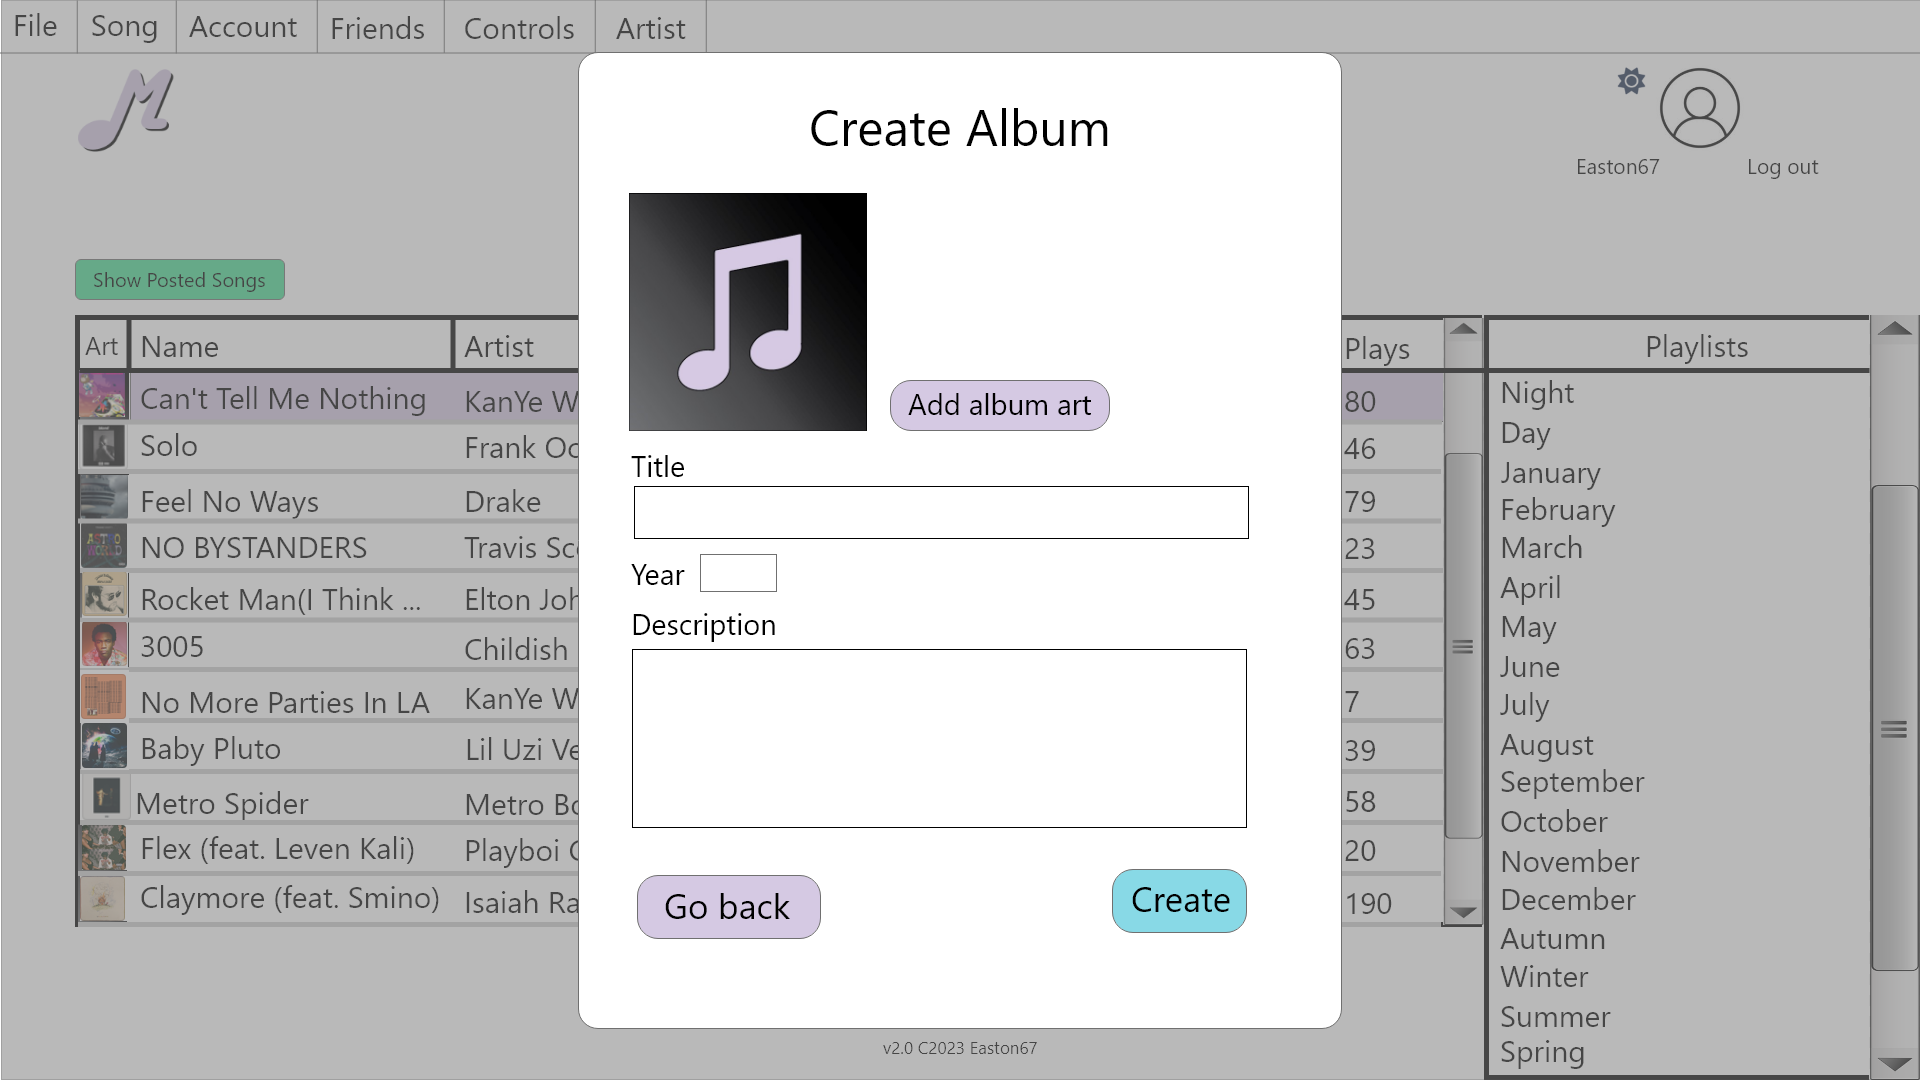 File Song Account Friends Controls Artist
M
Easton67 Log out
Show Posted Songs
Art Name Artist Plays
Can't Tell Me Nothing KanYe W 80
Solo Frank Oc 46
Feel No Ways Drake 79
NO BYSTANDERS Travis Sco 23
Rocket Man(I Think ... Elton Joh 45
3005 Childish 63
No More Parties In LA KanYe W 7
Baby Pluto Lil Uzi Ve 39
Metro Spider Metro Bo 58
Flex (feat. Leven Kali) Playboi C 20
Claymore (feat. Smino) Isaiah Ra 190
ASTRO
WORLD
Create Album
Add album art
Title
Year
Description
Go back Create
Playlists
Night
Day
January
February
March
April
May
June
July
August
September
October
November
December
Autumn
Winter
Summer
Spring
v2.0 C2023 Easton67